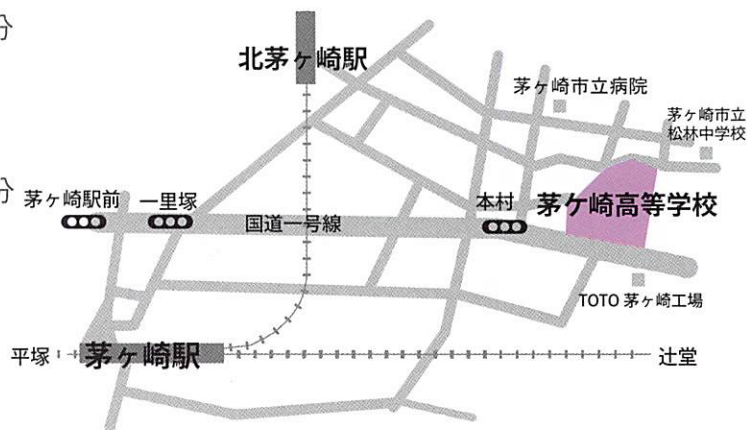 分
北茅ヶ崎駅
茅ヶ崎市立病院
茅ヶ崎市立
松林中学校
分
茅ヶ崎駅前
一里塚
国道一号線
本村
茅ケ崎高等学校
TOTO 茅ヶ崎工場
平塚
茅ヶ崎駅
辻堂